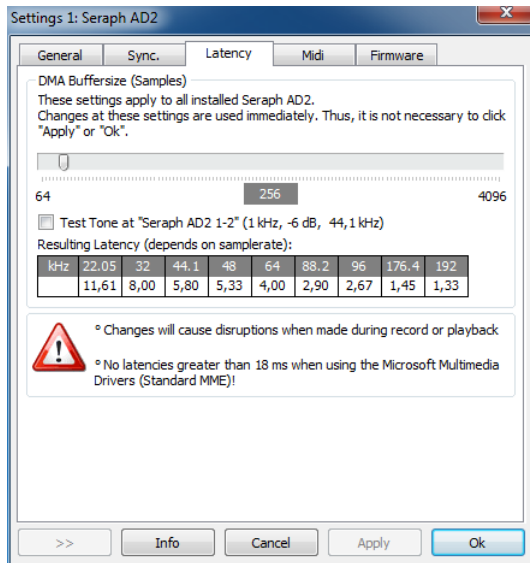 Settings 1: Seraph AD2
General Sync. Latency Midi Firmware
DMA Buffersize (Samples)
These settings apply to all installed Seraph AD2.
Changes at these settings are used immediately. Thus, it is not necessary to click
"Apply" or "Ok".
64 256 4096
Test Tone at "Seraph AD2 1-2" (1 kHz, -6 dB, 44,1 kHz)
Resulting Latency (depends on samplerate):
kHz 22.05 32 44.1 48 64 88.2 96 176.4 192
11,61 8,00 5,80 5,33 4,00 2,90 2,67 1,45 1,33
° Changes will cause disruptions when made during record or playback
° No latencies greater than 18 ms when using the Microsoft Multimedia
Drivers (Standard MME)!
>> Info Cancel Apply Ok